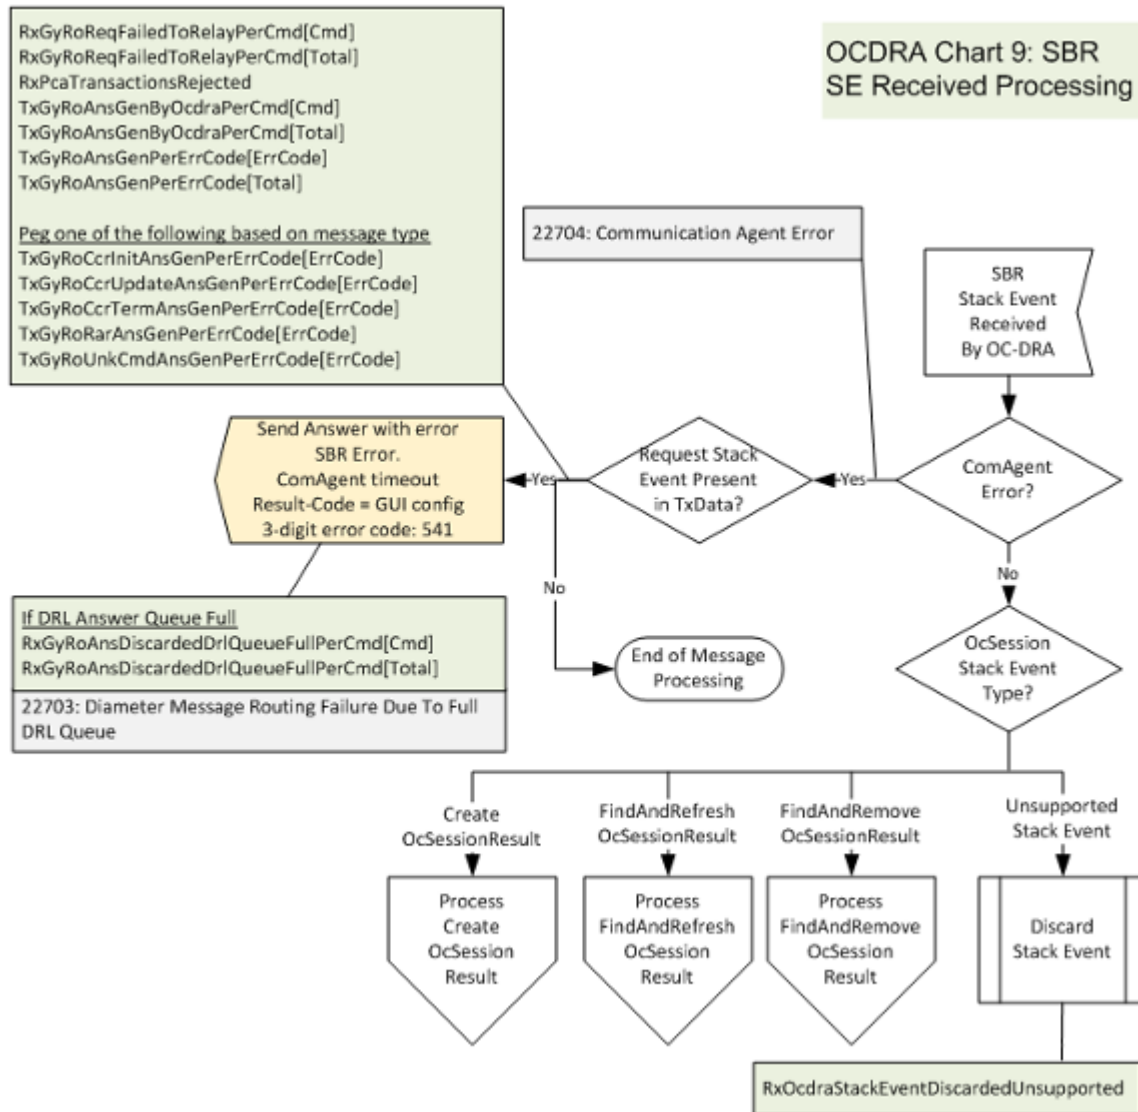 RxGyRoReqFailedToRelayPerCmd[Cmd]
RxGyRoReqFailedToRelayPerCmd[Total]
RxPcaTransactionsRejected
TxGyRoAnsGenByOcdraPerCmd[Cmd]
TxGyRoAnsGenByOcdraPerCmd[Total]
TxGyRoAnsGenPerErrCode[ErrCode]
TxGyRoAnsGenPerErrCode[Total]
Peg one of the following based on message type
TxGyRoCcrInitAnsGenPerErrCode[ErrCode]
TxGyRoCcrUpdateAnsGenPerErrCode[ErrCode]
TxGyRoCcrTermAnsGenPerErrCode[ErrCode]
TxGyRoRarAnsGenPerErrCode[ErrCode]
TxGyRoUnkCmdAnsGenPerErrCode[ErrCode]
OCDRA Chart 9: SBR
SE Received Processing
22704: Communication Agent Error
SBR
Stack Event
Received
By OC-DRA
ComAgent
Error?
Yes
Request Stack
Event Present
in TxData?
Yes
Send Answer with error
SBR Error.
ComAgent timeout
Result-Code = GUI config
3-digit error code: 541
No
No
If DRL Answer Queue Full
RxGyRoAnsDiscardedDrlQueueFullPerCmd[Cmd]
RxGyRoAnsDiscardedDrlQueueFullPerCmd[Total]
22703: Diameter Message Routing Failure Due To Full
DRL Queue
End of Message
Processing
OcSession
Stack Event
Type?
Create
OcSessionResult
FindAndRefresh
OcSessionResult
FindAndRemove
OcSessionResult
Unsupported
Stack Event
Process
Create
OcSession
Result
Process
FindAndRefresh
OcSession
Result
Process
FindAndRemove
OcSession
Result
Discard
Stack Event
RxOcdraStackEventDiscardedUnsupported